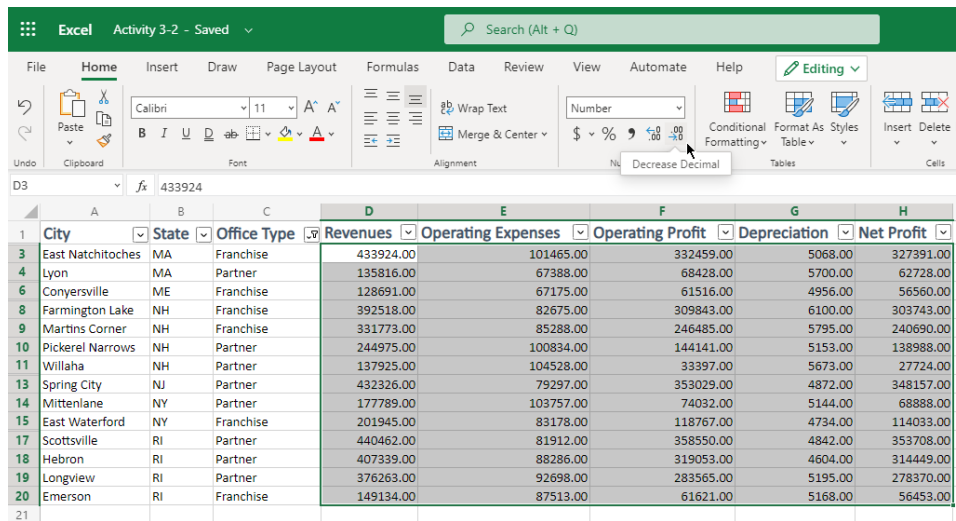 Excel Activity 3-2 - Saved Search (Alt + Q)
File Home Insert Draw Page Layout Formulas Data Review View Automate Help Editing
Calibri 11 A^ A˅ ab Wrap Text Number
Paste B I U D ab A Merge & Center $ % 9 .00 .00 Conditional Formatting Format As Table Styles Insert Delete
Undo Clipboard Font Alignment Tables Cells
Decrease Decimal
D3 fx 433924
A B C D E F G H
1 City State Office Type Revenues Operating Expenses Operating Profit Depreciation Net Profit
3 East Natchitoches MA Franchise 433924.00 101465.00 332459.00 5068.00 327391.00
4 Lyon MA Partner 135816.00 67388.00 68428.00 5700.00 62728.00
6 Conyersville ME Franchise 128691.00 67175.00 61516.00 4956.00 56560.00
8 Farmington Lake NH Franchise 392518.00 82675.00 309843.00 6100.00 303743.00
9 Martins Corner NH Franchise 331773.00 85288.00 246485.00 5795.00 240690.00
10 Pickerel Narrows NH Partner 244975.00 100834.00 144141.00 5153.00 138988.00
11 Willaha NH Partner 137925.00 104528.00 33397.00 5673.00 27724.00
13 Spring City NJ Partner 432326.00 79297.00 353029.00 4872.00 348157.00
14 Mittenlane NY Partner 177789.00 103757.00 74032.00 5144.00 68888.00
15 East Waterford NY Franchise 201945.00 83178.00 118767.00 4734.00 114033.00
17 Scottsville RI Partner 440462.00 81912.00 358550.00 4842.00 353708.00
18 Hebron RI Partner 407339.00 88286.00 319053.00 4604.00 314449.00
19 Longview RI Partner 376263.00 92698.00 283565.00 5195.00 278370.00
20 Emerson RI Franchise 149134.00 87513.00 61621.00 5168.00 56453.00
21